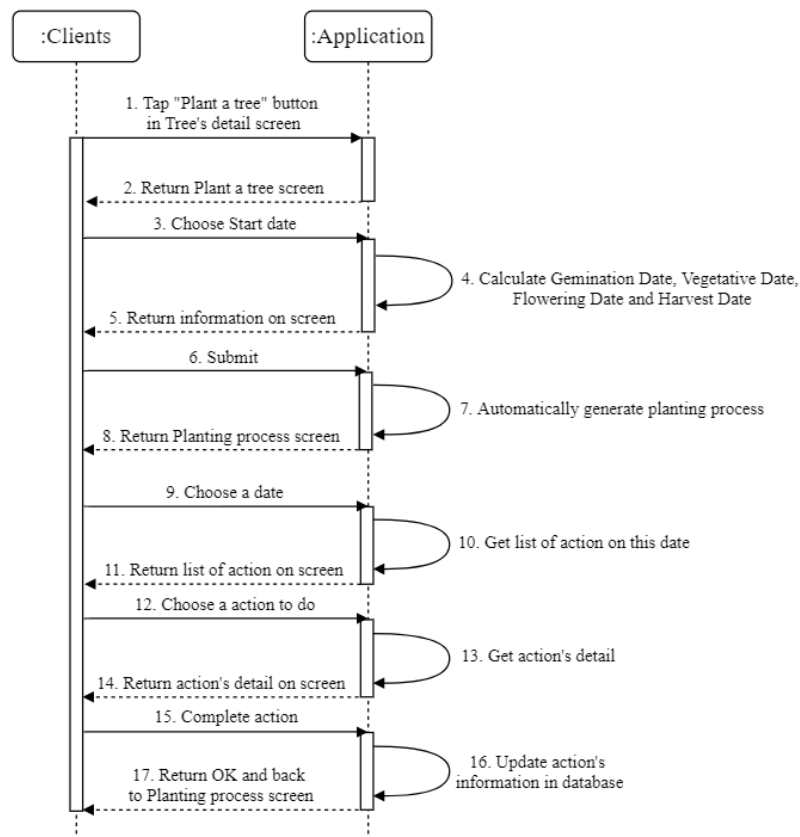 :Clients
:Application
1. Tap "Plant a tree" button
in Tree's detail screen
2. Return Plant a tree screen
3. Choose Start date
4. Calculate Gemination Date, Vegetative Date,
Flowering Date and Harvest Date
5. Return information on screen
6. Submit
7. Automatically generate planting process
8. Return Planting process screen
9. Choose a date
10. Get list of action on this date
11. Return list of action on screen
12. Choose a action to do
13. Get action's detail
14. Return action's detail on screen
15. Complete action
16. Update action's
information in database
17. Return OK and back
to Planting process screen